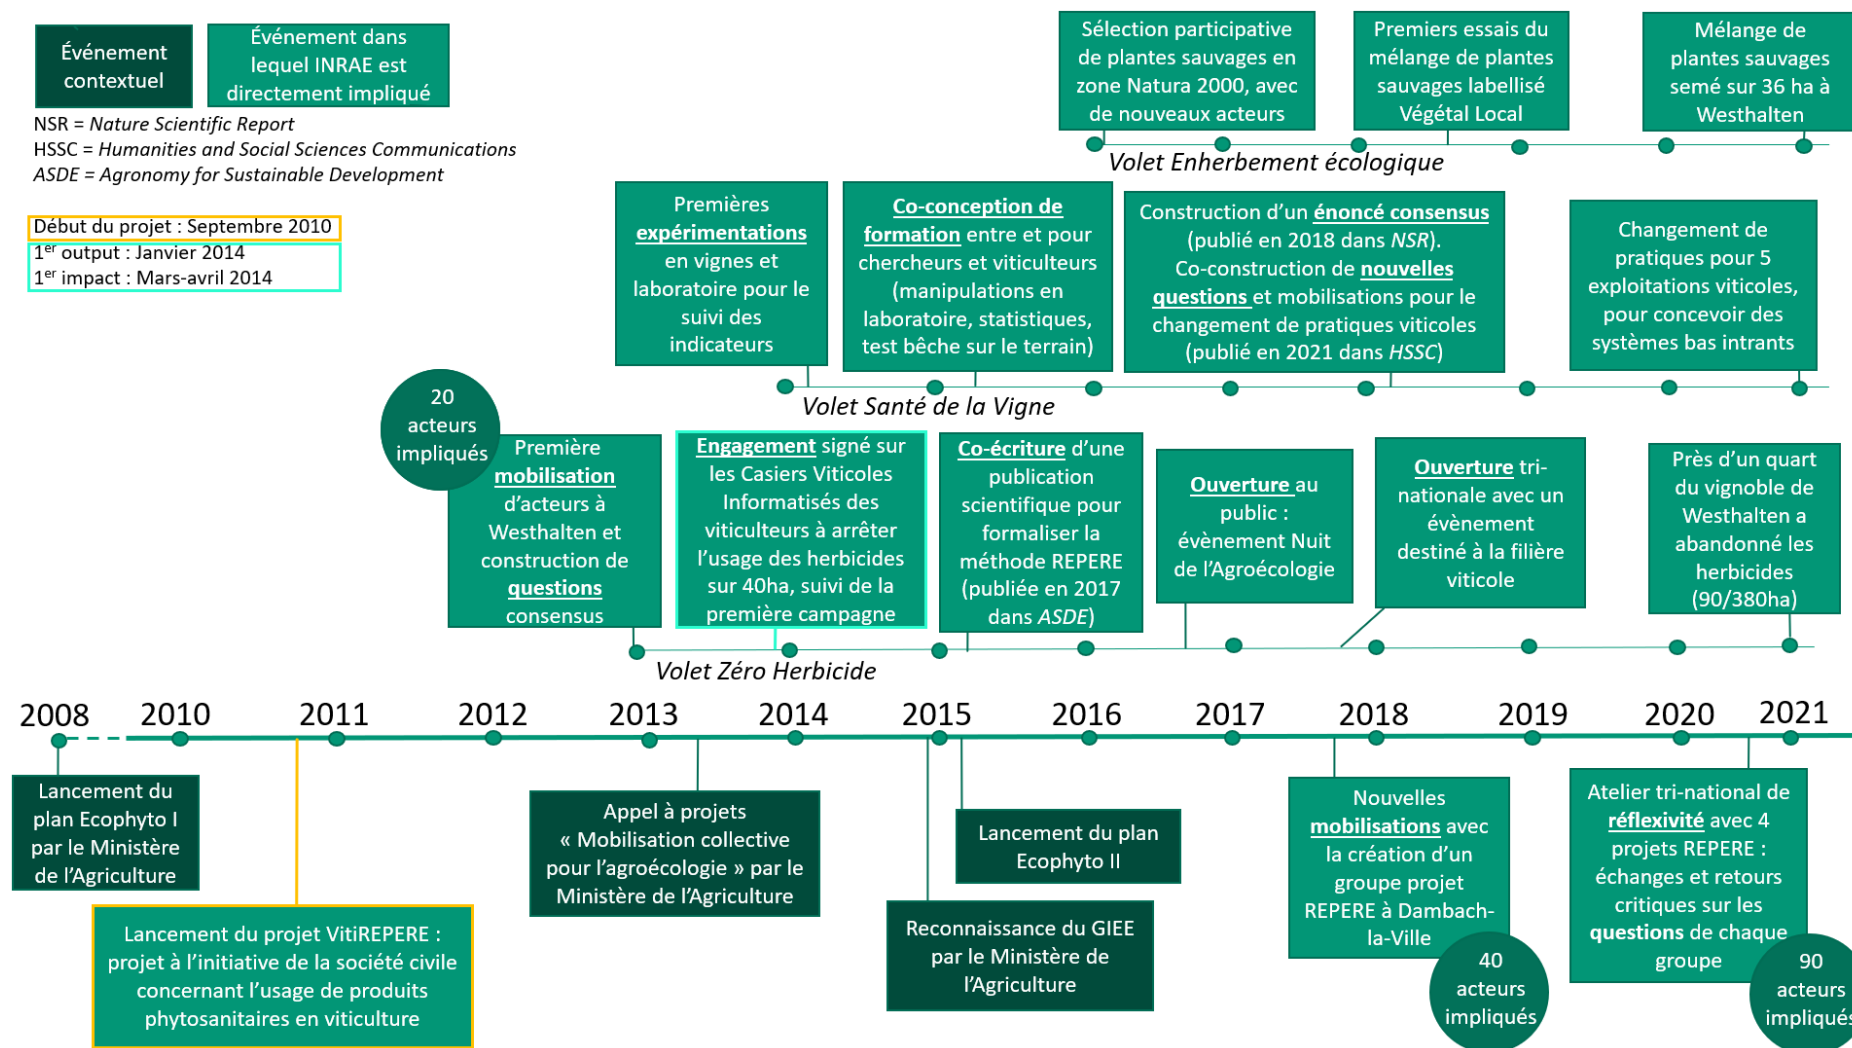 Événement
contextuel
Événement dans
lequel INRAE est
directement impliqué
NSR = Nature Scientific Report
HSSC = Humanities and Social Sciences Communications
ASDE = Agronomy for Sustainable Development
Début du projet : Septembre 2010
1er output : Janvier 2014
1er impact : Mars-avril 2014
Sélection participative
de plantes sauvages en
zone Natura 2000, avec
de nouveaux acteurs
Premiers essais du
mélange de plantes
sauvages labellisé
Végétal Local
Mélange de
plantes sauvages
semé sur 36 ha à
Westhalten
Volet Enherbement écologique
Premières
expérimentations
en vignes et
laboratoire pour le
suivi des
indicateurs
Co-conception de
formation entre et pour
chercheurs et viticulteurs
(manipulations en
laboratoire, statistiques,
test bêche sur le terrain)
Construction d'un énoncé consensus
(publié en 2018 dans NSR).
Co-construction de nouvelles
questions et mobilisations pour le
changement de pratiques viticoles
(publié en 2021 dans HSSC)
Changement de
pratiques pour 5
exploitations viticoles,
pour concevoir des
systèmes bas intrants
Volet Santé de la Vigne
20
acteurs
impliqués
Première
mobilisation
d'acteurs à
Westhalten et
construction de
questions
consensus
Engagement signé sur
les Casiers Viticoles
Informatisés des
viticulteurs à arrêter
l'usage des herbicides
sur 40ha, suivi de la
première campagne
Co-écriture d'une
publication
scientifique pour
formaliser la
méthode REPERE
(publiée en 2017
dans ASDE)
Ouverture au
public :
évènement Nuit
de l'Agroécologie
Ouverture tri-
nationale avec un
évènement
destiné à la filière
viticole
Près d'un quart
du vignoble de
Westhalten a
abandonné les
herbicides
(90/380ha)
Volet Zéro Herbicide
2008 2010 2011 2012 2013 2014 2015 2016 2017 2018 2019 2020 2021
Lancement du
plan Ecophyto I
par le Ministère
de l'Agriculture
Lancement du projet VitiREPERE :
projet à l'initiative de la société civile
concernant l'usage de produits
phytosanitaires en viticulture
Appel à projets
« Mobilisation collective
pour l'agroécologie » par le
Ministère de l'Agriculture
Lancement du plan
Ecophyto II
Reconnaissance du GIEE
par le Ministère de
l'Agriculture
Nouvelles
mobilisations avec
la création d'un
groupe projet
REPERE à Dambach-
la-Ville
40
acteurs
impliqués
Atelier tri-national de
réflexivité avec 4
projets REPERE :
échanges et retours
critiques sur les
questions de chaque
groupe
90
acteurs
impliqués